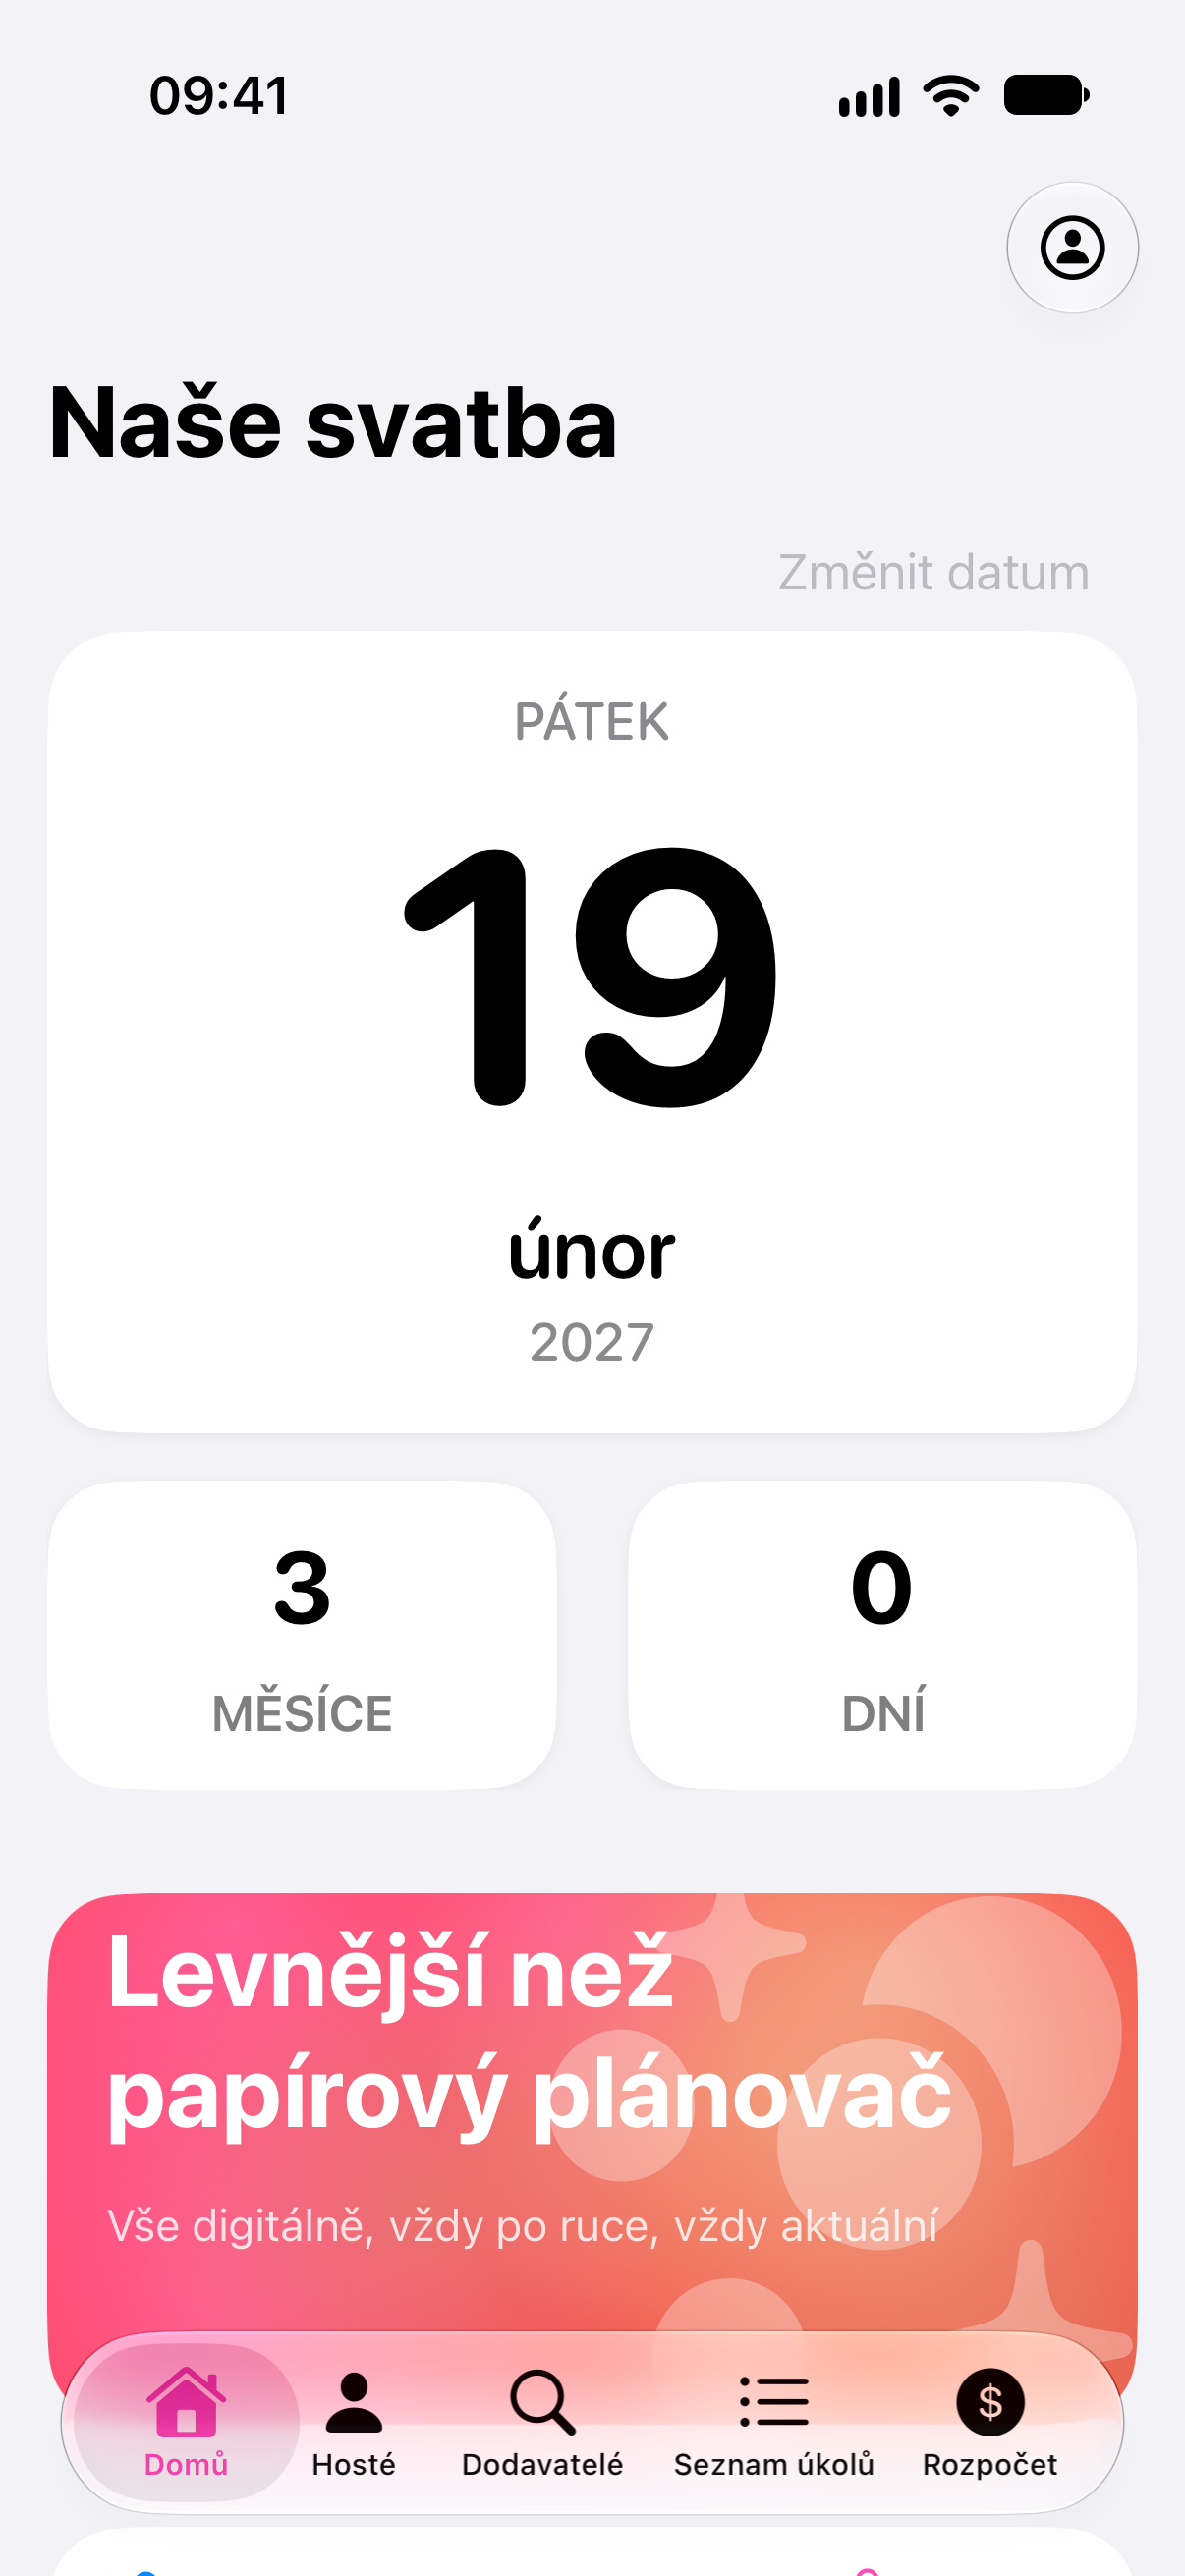 09:41
Naše svatba
Změnit datum
PÁTEK
19
únor
2027
3
MĚSÍCE
0
DNÍ
Levnější než
papírový plánovač
Vše digitálně, vždy po ruce, vždy aktuální
Domů
Hosté
Dodavatelé
Seznam úkolů
Rozpočet